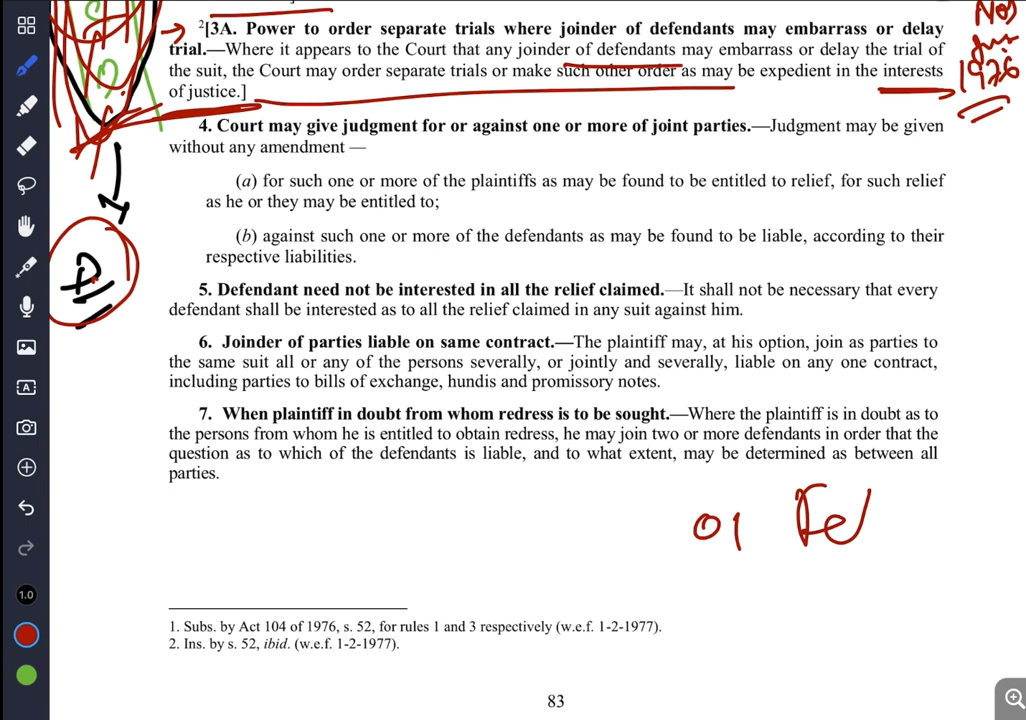 ²[3A. Power to order separate trials where joinder of defendants may embarrass or delay
trial.—Where it appears to the Court that any joinder of defendants may embarrass or delay the trial of
the suit, the Court may order separate trials or make such other order as may be expedient in the interests
of justice.]
1976
4. Court may give judgment for or against one or more of joint parties.—Judgment may be given
without any amendment —
(a) for such one or more of the plaintiffs as may be found to be entitled to relief, for such relief
as he or they may be entitled to;
(b) against such one or more of the defendants as may be found to be liable, according to their
respective liabilities.
D
5. Defendant need not be interested in all the relief claimed.—It shall not be necessary that every
defendant shall be interested as to all the relief claimed in any suit against him.
6. Joinder of parties liable on same contract.—The plaintiff may, at his option, join as parties to
the same suit all or any of the persons severally, or jointly and severally, liable on any one contract,
including parties to bills of exchange, hundis and promissory notes.
7. When plaintiff in doubt from whom redress is to be sought.—Where the plaintiff is in doubt as to
the persons from whom he is entitled to obtain redress, he may join two or more defendants in order that the
question as to which of the defendants is liable, and to what extent, may be determined as between all
parties.
01 Fe
1. Subs. by Act 104 of 1976, s. 52, for rules 1 and 3 respectively (w.e.f. 1-2-1977).
2. Ins. by s. 52, ibid. (w.e.f. 1-2-1977).
83
A
1.0